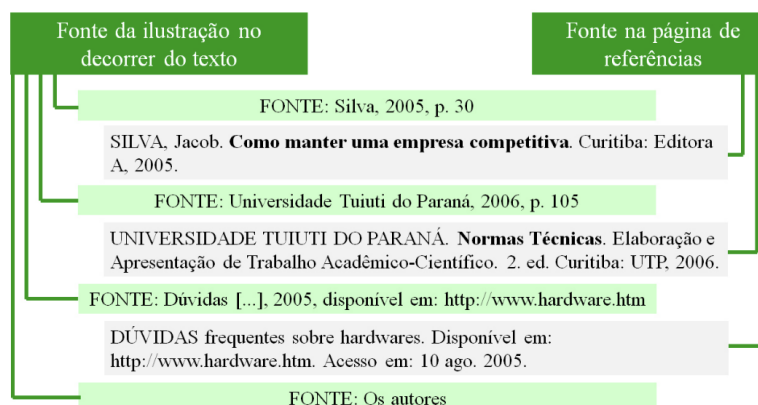 Fonte da ilustração no
decorrer do texto
Fonte na página de
referências
FONTE: Silva, 2005, p. 30
SILVA, Jacob. Como manter uma empresa competitiva. Curitiba: Editora
A, 2005.
FONTE: Universidade Tuiuti do Paraná, 2006, p. 105
UNIVERSIDADE TUIUTI DO PARANÁ. Normas Técnicas. Elaboração e
Apresentação de Trabalho Acadêmico-Científico. 2. ed. Curitiba: UTP, 2006.
FONTE: Dúvidas [...], 2005, disponível em: http://www.hardware.htm
DÚVIDAS frequentes sobre hardwares. Disponível em:
http://www.hardware.htm. Acesso em: 10 ago. 2005.
FONTE: Os autores